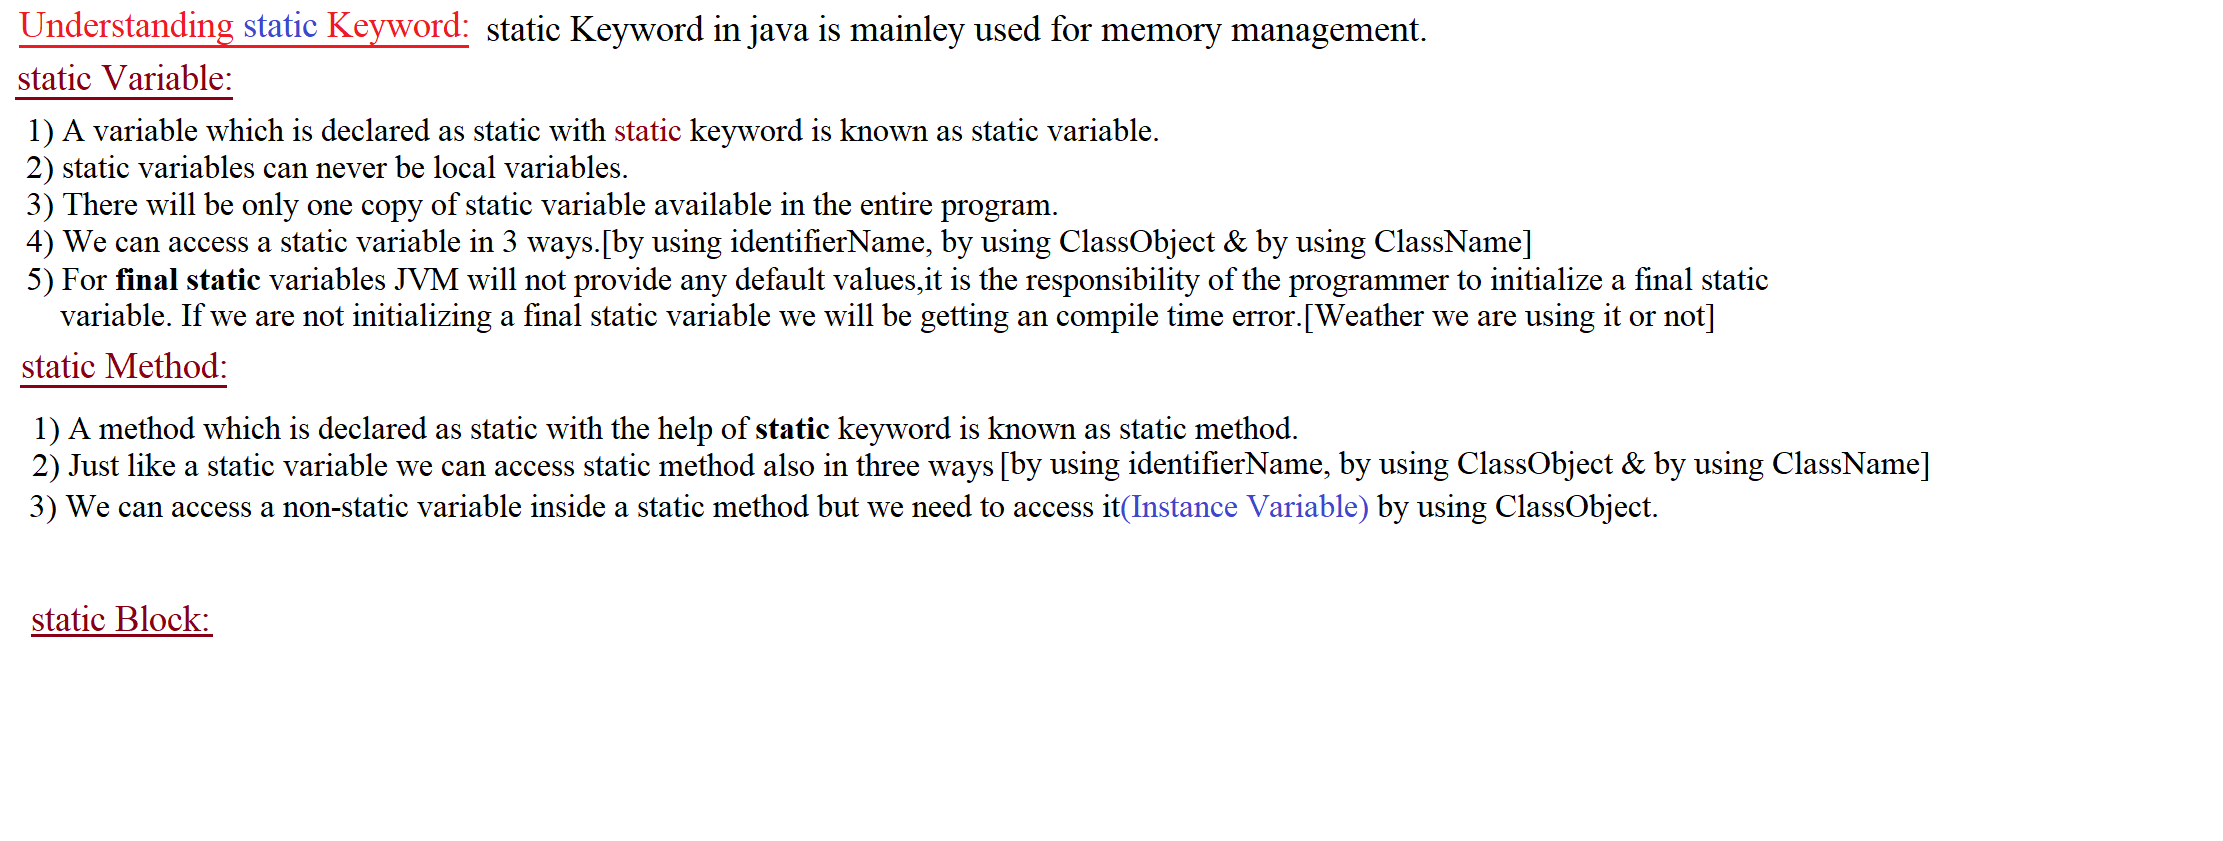 Understanding static Keyword: static Keyword in java is mainley used for memory management.
static Variable:
1) A variable which is declared as static with static keyword is known as static variable.
2) static variables can never be local variables.
3) There will be only one copy of static variable available in the entire program.
4) We can access a static variable in 3 ways.[by using identifierName, by using ClassObject & by using ClassName]
5) For final static variables JVM will not provide any default values,it is the responsibility of the programmer to initialize a final static
variable. If we are not initializing a final static variable we will be getting an compile time error.[Weather we are using it or not]
static Method:
1) A method which is declared as static with the help of static keyword is known as static method.
2) Just like a static variable we can access static method also in three ways [by using identifierName, by using ClassObject & by using ClassName]
3) We can access a non-static variable inside a static method but we need to access it(Instance Variable) by using ClassObject.
static Block: